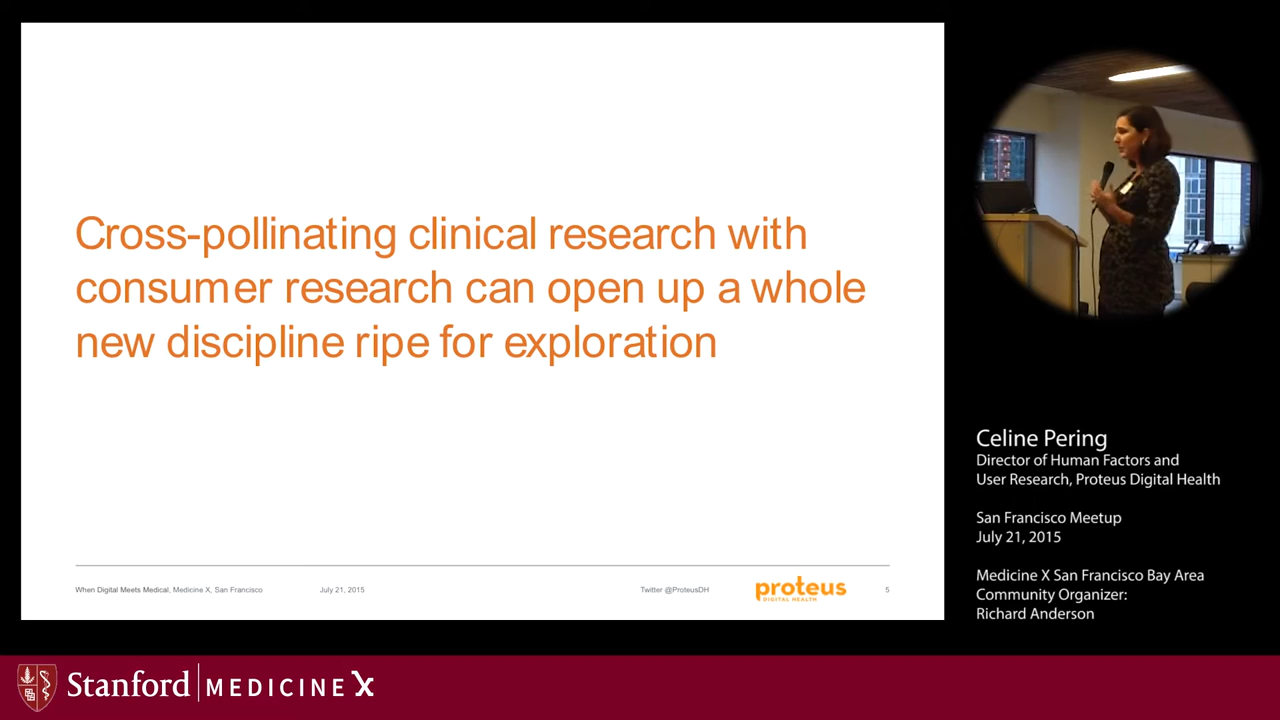 Cross-pollinating clinical research with
consumer research can open up a whole
new discipline ripe for exploration
When Digital Meets Medical, Medicine X, San Francisco
July 21, 2015
Twitter @ProteusDH
proteus
DIGITAL HEALTH
5
Celine Pering
Director of Human Factors and
User Research, Proteus Digital Health
San Francisco Meetup
July 21, 2015
Medicine X San Francisco Bay Area
Community Organizer:
Richard Anderson
Stanford MEDICINE X